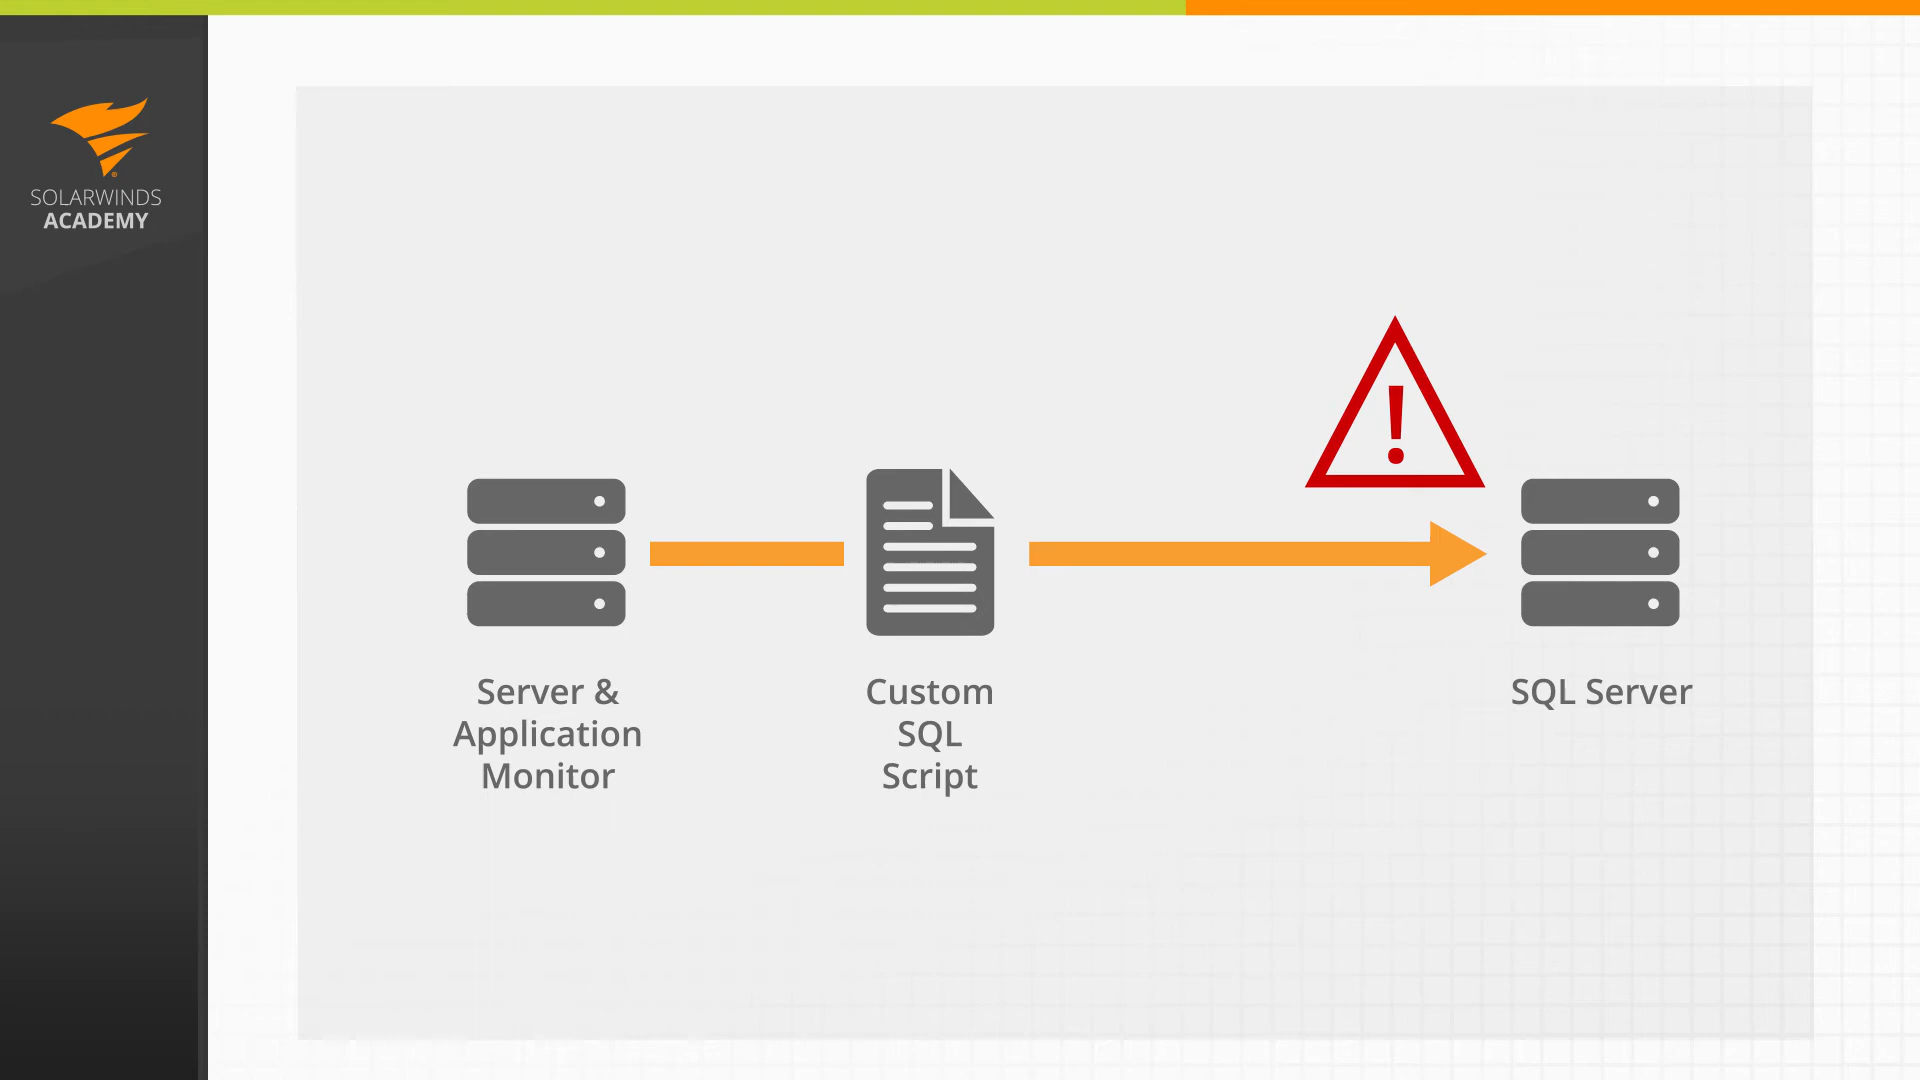 SOLARWINDS
ACADEMY
!
Server &
Application
Monitor
Custom
SQL
Script
SQL Server